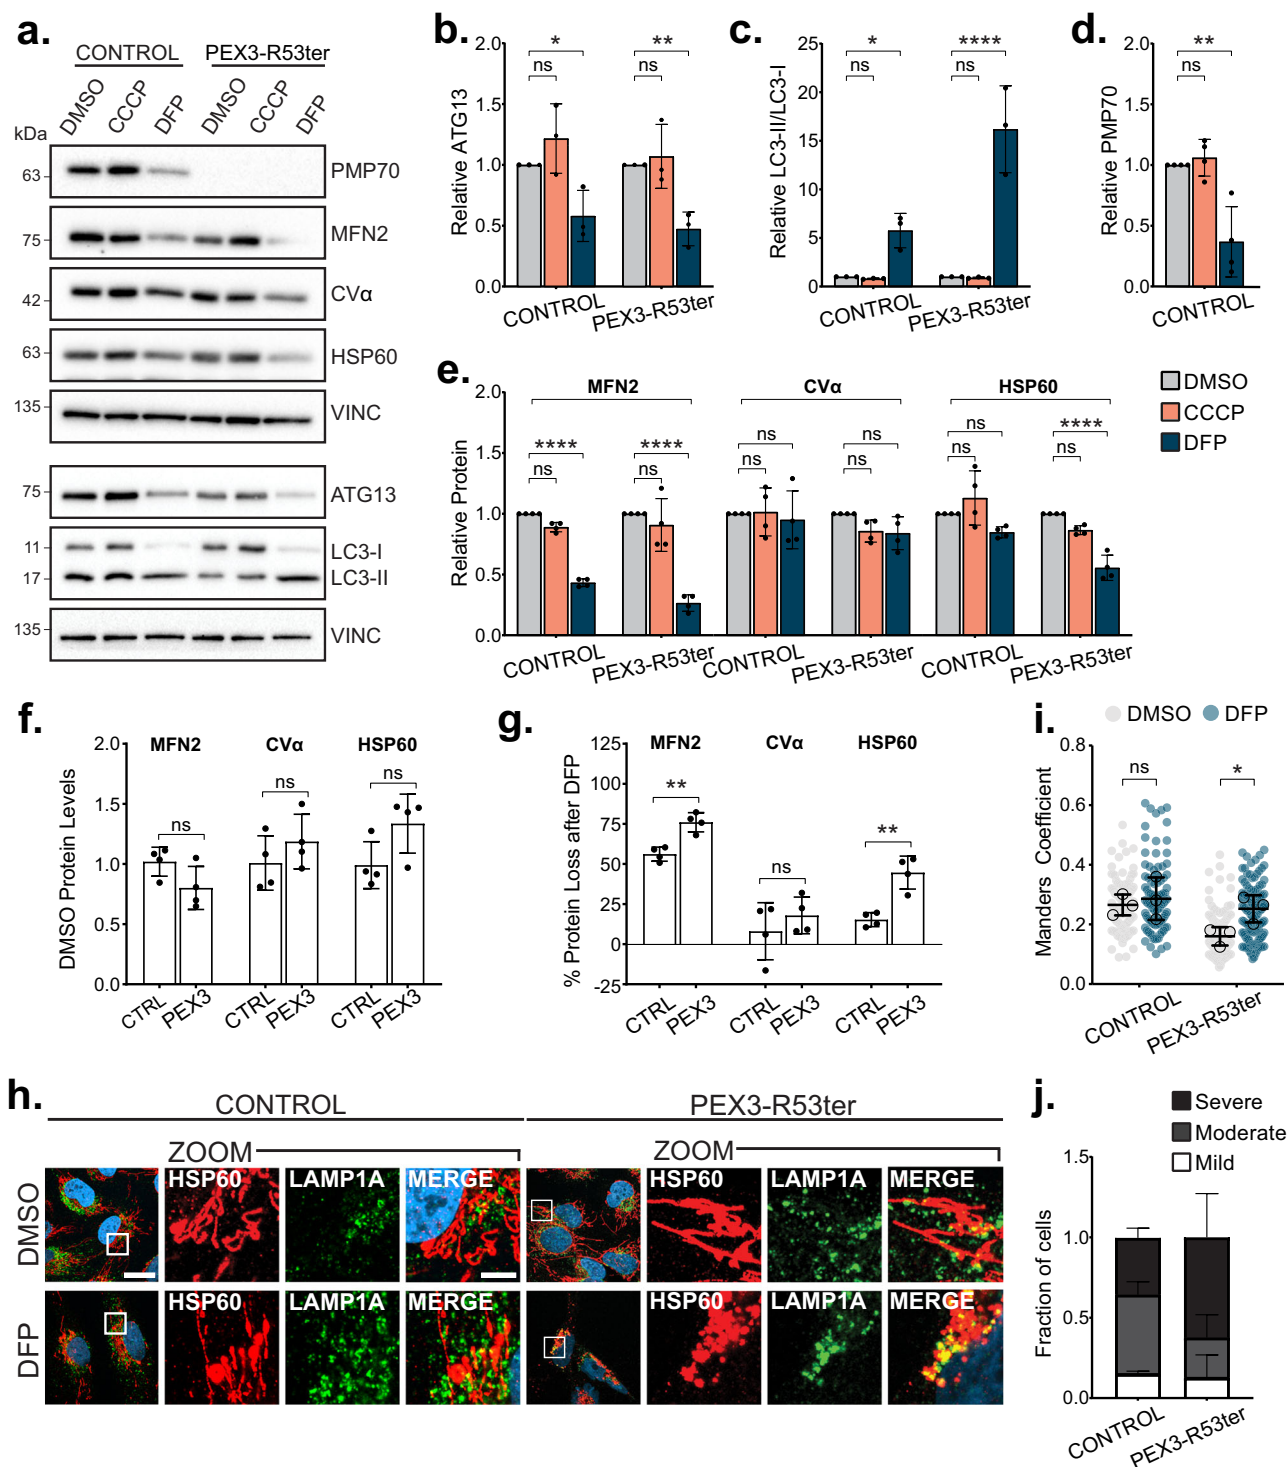 a.
CONTROL PEX3-R53ter
DMSO CCCP DFP DMSO CCCP DFP
kDa
63 PMP70
75 MFN2
42 CVα
63 HSP60
135 VINC
75 ATG13
11 LC3-I
17 LC3-II
135 VINC
b.
Relative ATG13
2.0
1.5
1.0
0.5
0.0
* **
ns ns
CONTROL PEX3-R53ter
c.
Relative LC3-II/LC3-I
25
20
15
10
5
0
* ****
ns ns
CONTROL PEX3-R53ter
d.
Relative PMP70
2.0
1.5
1.0
0.5
0.0
**
ns
CONTROL
e.
Relative Protein
2.0
1.5
1.0
0.5
0.0
MFN2 CVα HSP60
**** **** ns ns ns ****
ns ns ns ns ns ns
CONTROL PEX3-R53ter CONTROL PEX3-R53ter CONTROL PEX3-R53ter
DMSO
CCCP
DFP
f.
DMSO Protein Levels
2.0
1.5
1.0
0.5
0.0
MFN2 CVα HSP60
ns ns ns
CTRL PEX3 CTRL PEX3 CTRL PEX3
g.
% Protein Loss after DFP
125
100
75
50
25
0
-25
MFN2 CVα HSP60
** ns **
CTRL PEX3 CTRL PEX3 CTRL PEX3
i.
DMSO DFP
Manders Coefficient
0.8
0.6
0.4
0.2
0.0
ns *
CONTROL PEX3-R53ter
h.
CONTROL PEX3-R53ter
ZOOM ZOOM
DMSO
HSP60 LAMP1A MERGE HSP60 LAMP1A MERGE
DFP
HSP60 LAMP1A MERGE HSP60 LAMP1A MERGE
j.
Severe
Moderate
Mild
Fraction of cells
1.5
1.0
0.5
0.0
CONTROL PEX3-R53ter